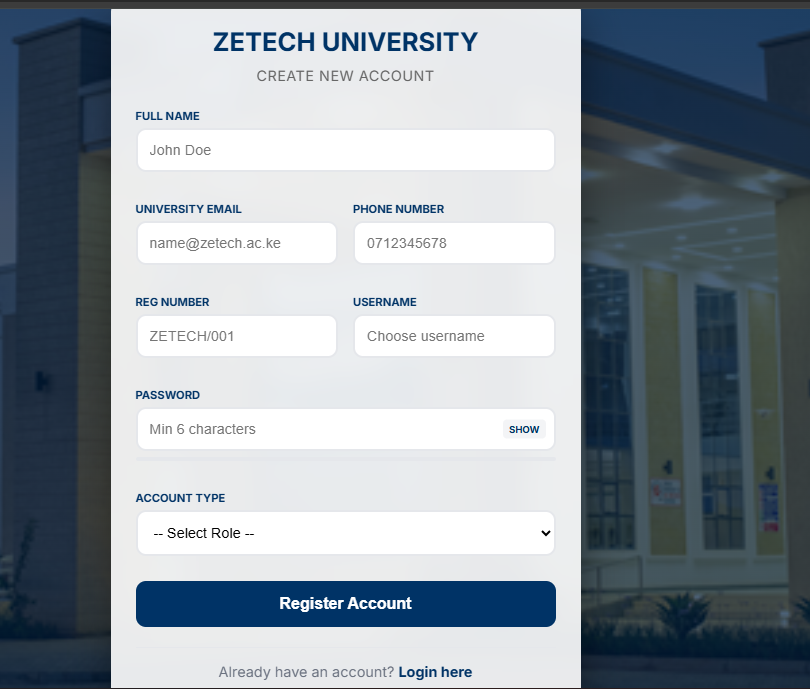 ZETECH UNIVERSITY
CREATE NEW ACCOUNT
FULL NAME
John Doe
UNIVERSITY EMAIL
PHONE NUMBER
name@zetech.ac.ke
0712345678
REG NUMBER
USERNAME
ZETECH/001
Choose username
PASSWORD
Min 6 characters
SHOW
ACCOUNT TYPE
-- Select Role --
Register Account
Already have an account? Login here